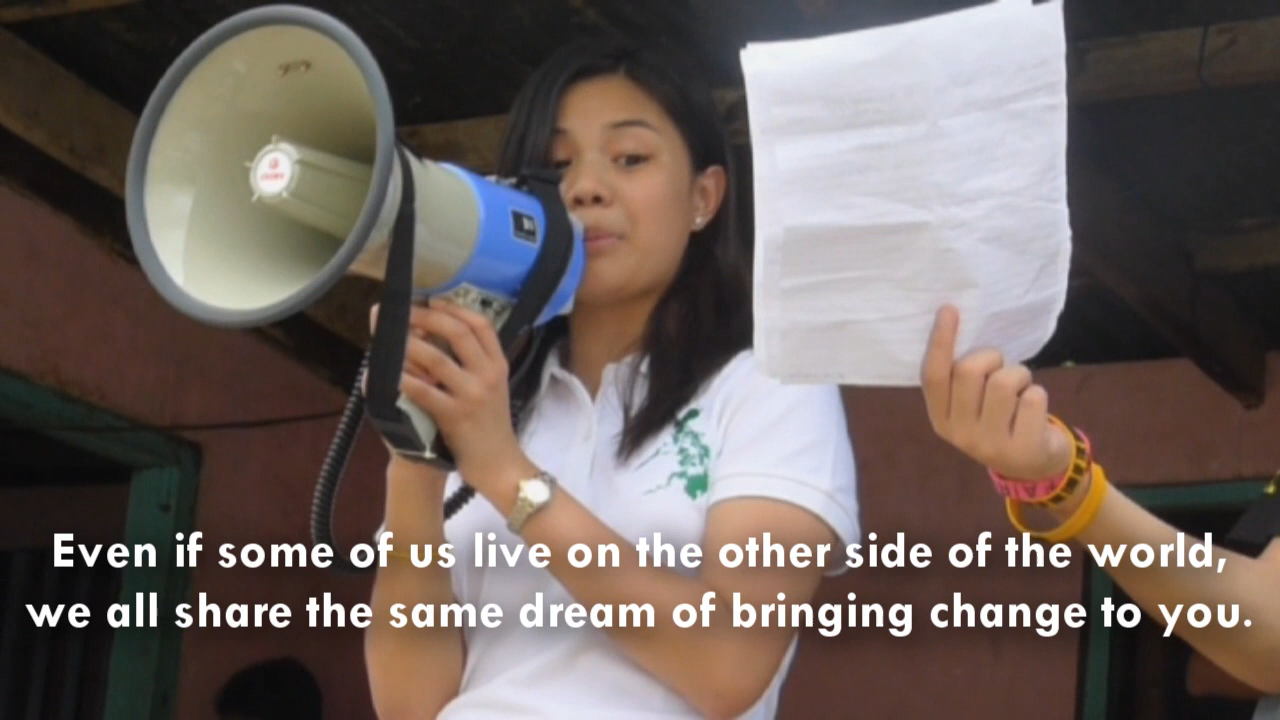 Even if some of us live on the other side of the world,
we all share the same dream of bringing change to you.